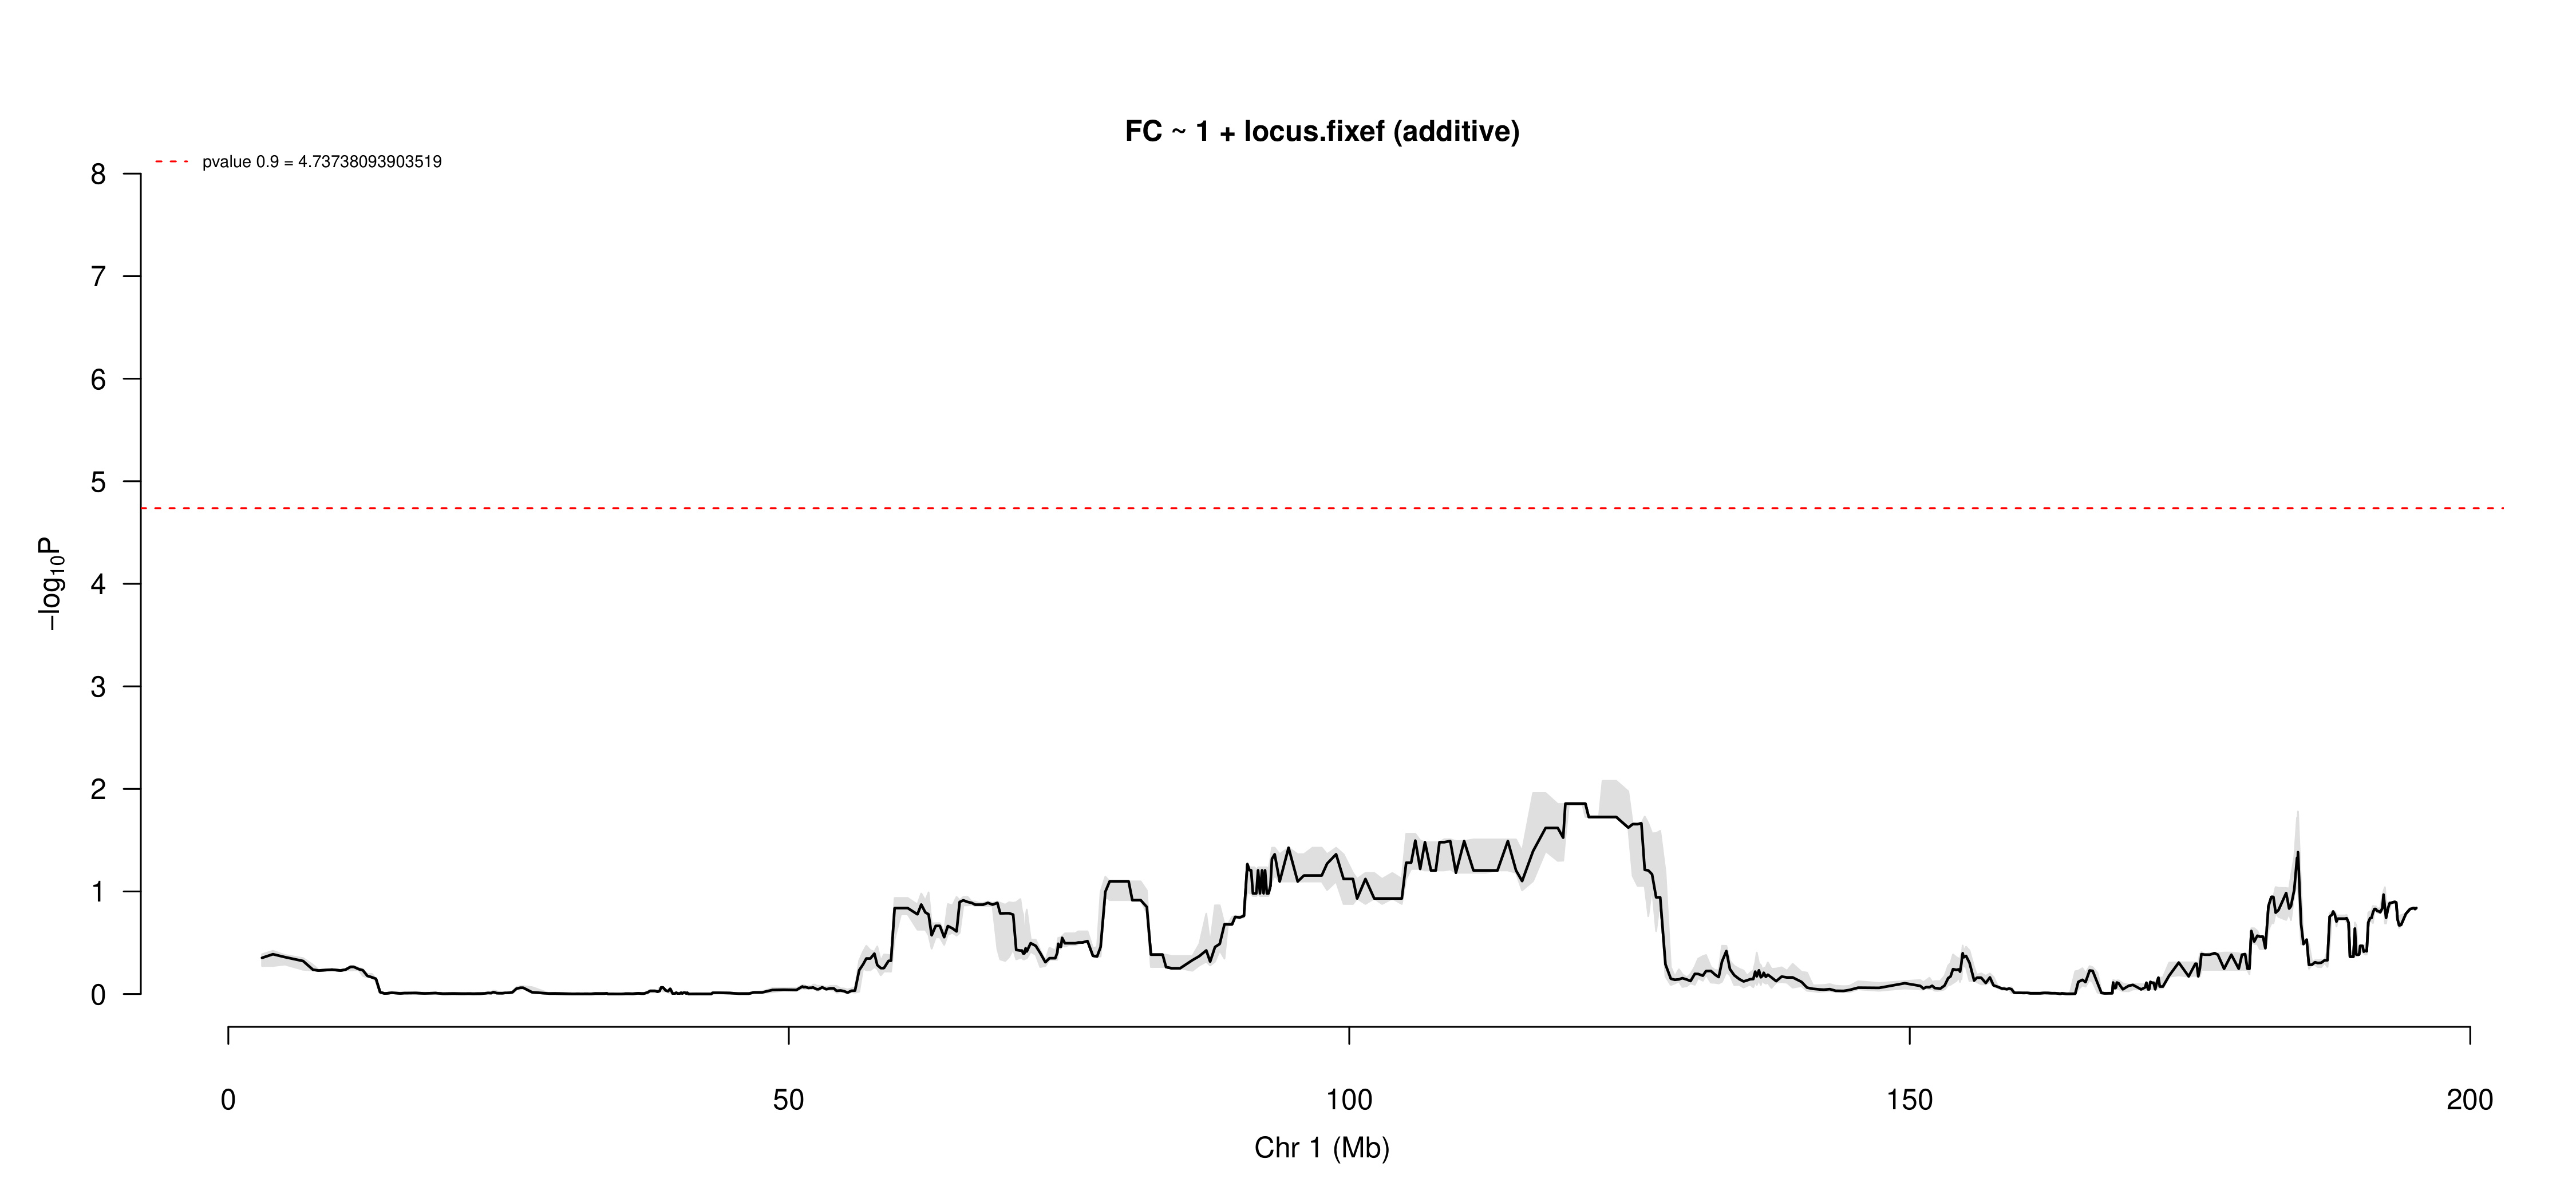 FC ~ 1 + locus.fixef (additive)
pvalue 0.9 = 4.73738093903519
8
7
6
5
4
3
2
1
0
−log10P
0 50 100 150 200
Chr 1 (Mb)